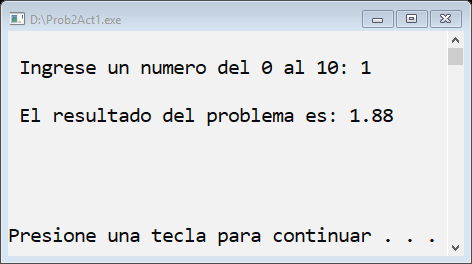 D:\Prob2Act1.exe
Ingrese un numero del 0 al 10: 1
El resultado del problema es: 1.88
Presione una tecla para continuar . . .